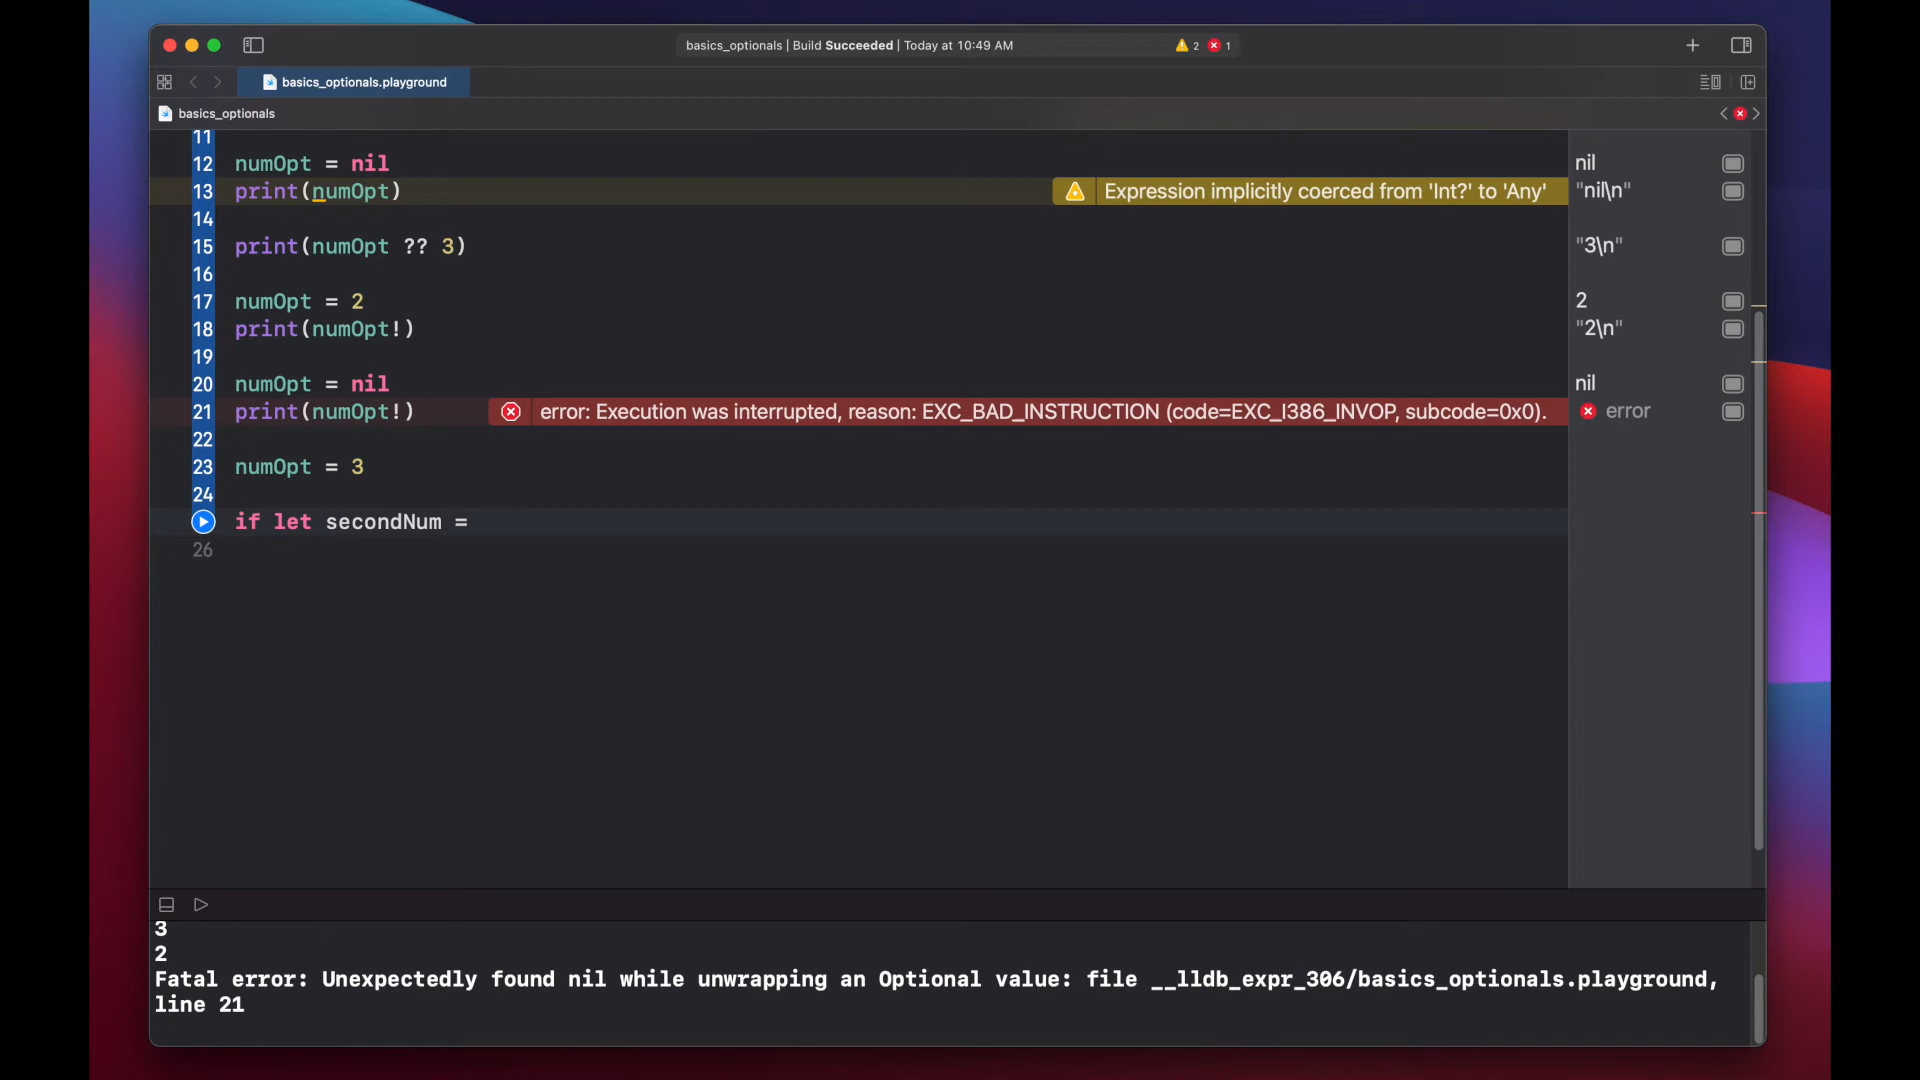 basics_optionals | Build Succeeded | Today at 10:49 AM 2 1
basics_optionals.playground
basics_optionals
11
12 numOpt = nil nil
13 print(numOpt) Expression implicitly coerced from 'Int?' to 'Any' "nil\n"
14
15 print(numOpt ?? 3) "3\n"
16
17 numOpt = 2 2
18 print(numOpt!) "2\n"
19
20 numOpt = nil nil
21 print(numOpt!) error: Execution was interrupted, reason: EXC_BAD_INSTRUCTION (code=EXC_I386_INVOP, subcode=0x0). error
22
23 numOpt = 3
24
if let secondNum =
26
3
2
Fatal error: Unexpectedly found nil while unwrapping an Optional value: file __lldb_expr_306/basics_optionals.playground,
line 21